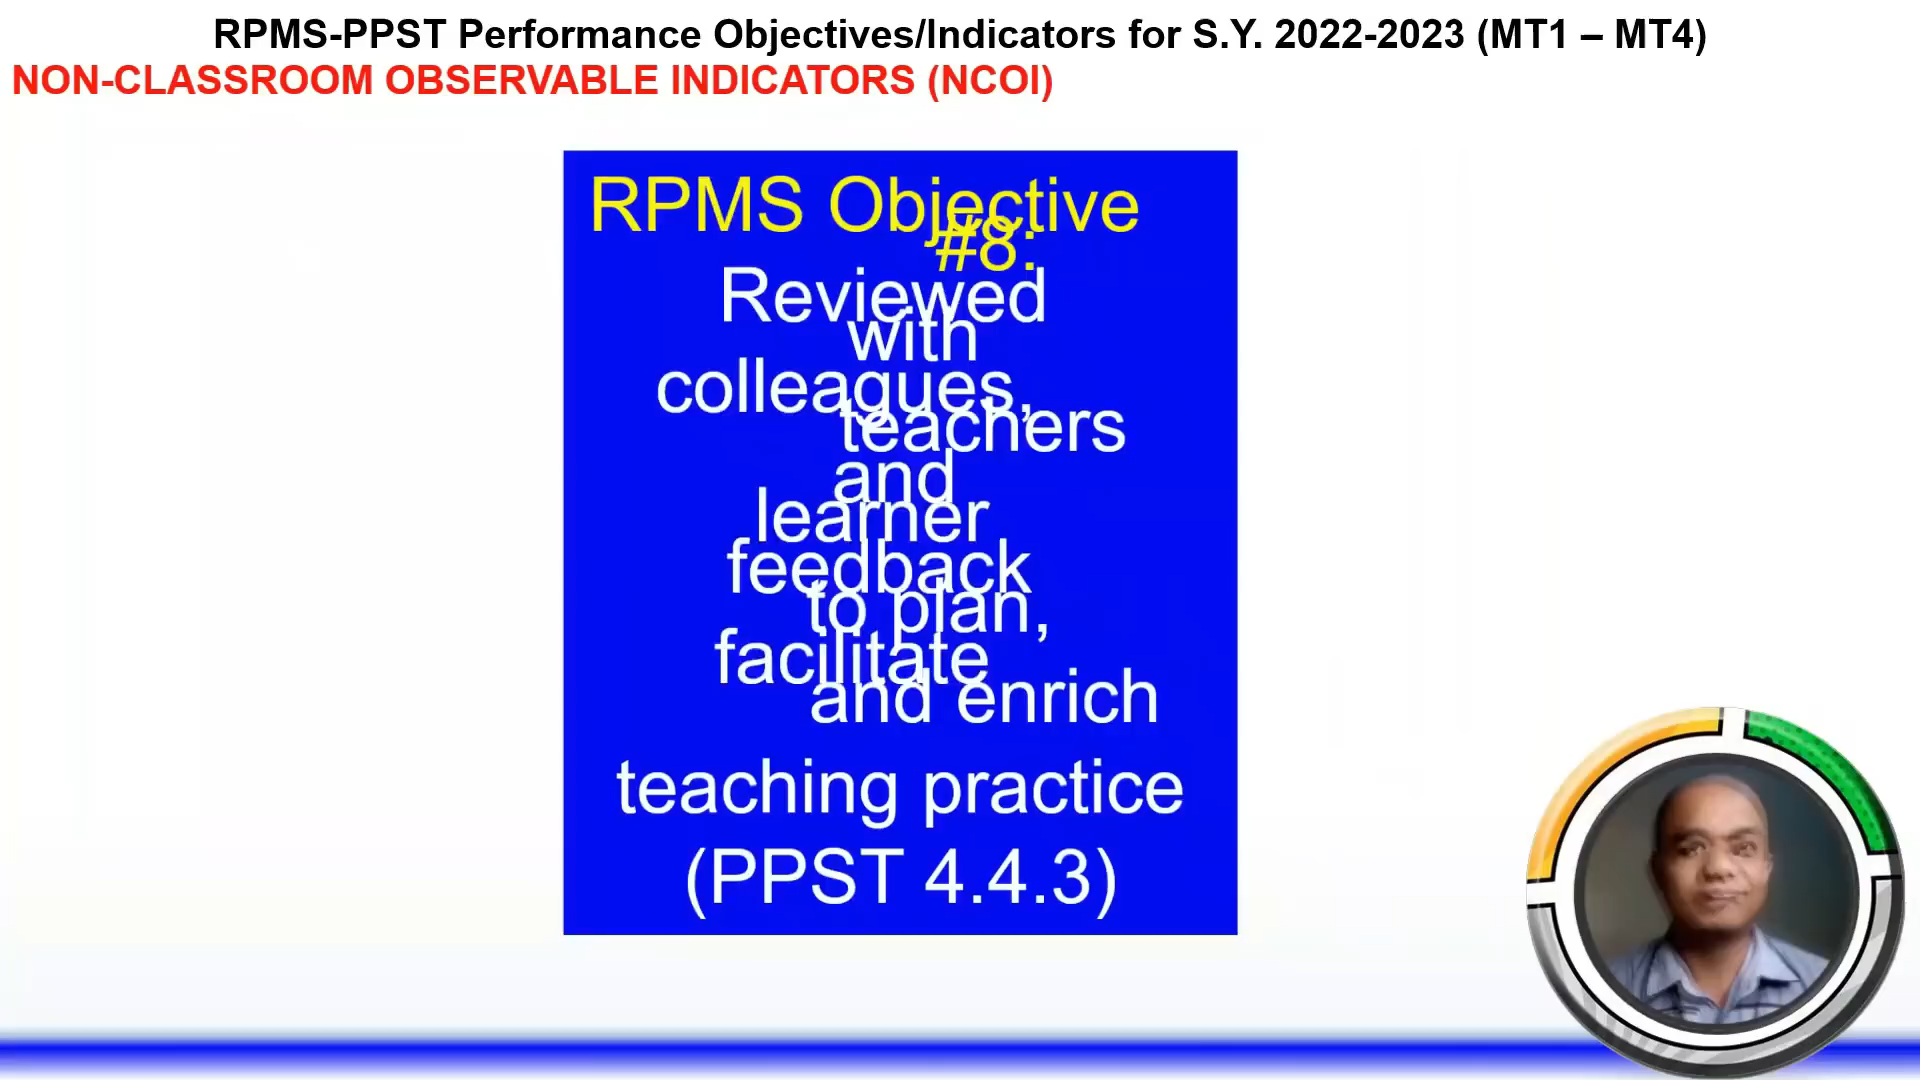 RPMS-PPST Performance Objectives/Indicators for S.Y. 2022-2023 (MT1 – MT4)
NON-CLASSROOM OBSERVABLE INDICATORS (NCOI)
RPMS Objective
#8:
Reviewed
with
colleagues,
teachers
and
learner
feedback
to plan,
facilitate
and enrich
teaching practice
(PPST 4.4.3)